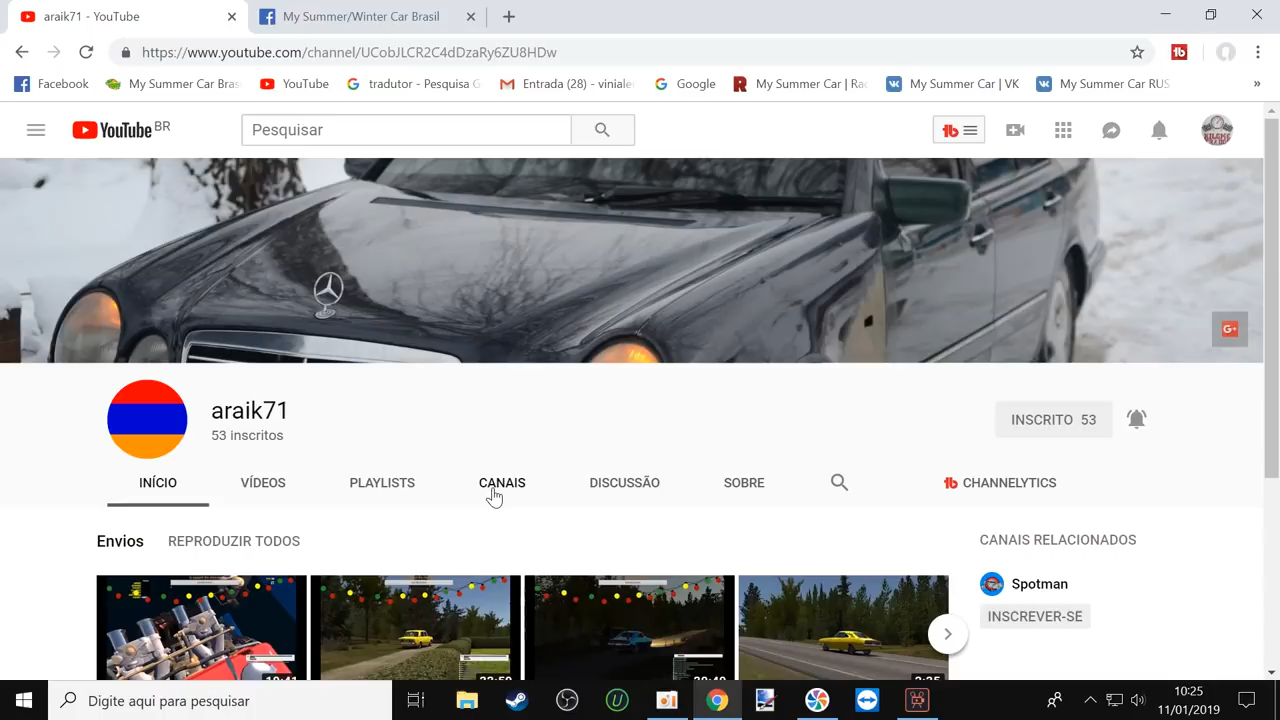 araik71 - YouTube
My Summer/Winter Car Brasil
https://www.youtube.com/channel/UCobJLCR2C4dDzaRy6ZU8HDw
Facebook
My Summer Car Bras
YouTube
tradutor - Pesquisa G
Entrada (28) - viniale
Google
My Summer Car | Ra
My Summer Car | VK
My Summer Car RUS
YouTube BR
Pesquisar
araik71
53 inscritos
INSCRITO 53
INÍCIO
VÍDEOS
PLAYLISTS
CANAIS
DISCUSSÃO
SOBRE
CHANNELYTICS
Envios
REPRODUZIR TODOS
CANAIS RELACIONADOS
Spotman
INSCREVER-SE
Digite aqui para pesquisar
10:25
11/01/2019